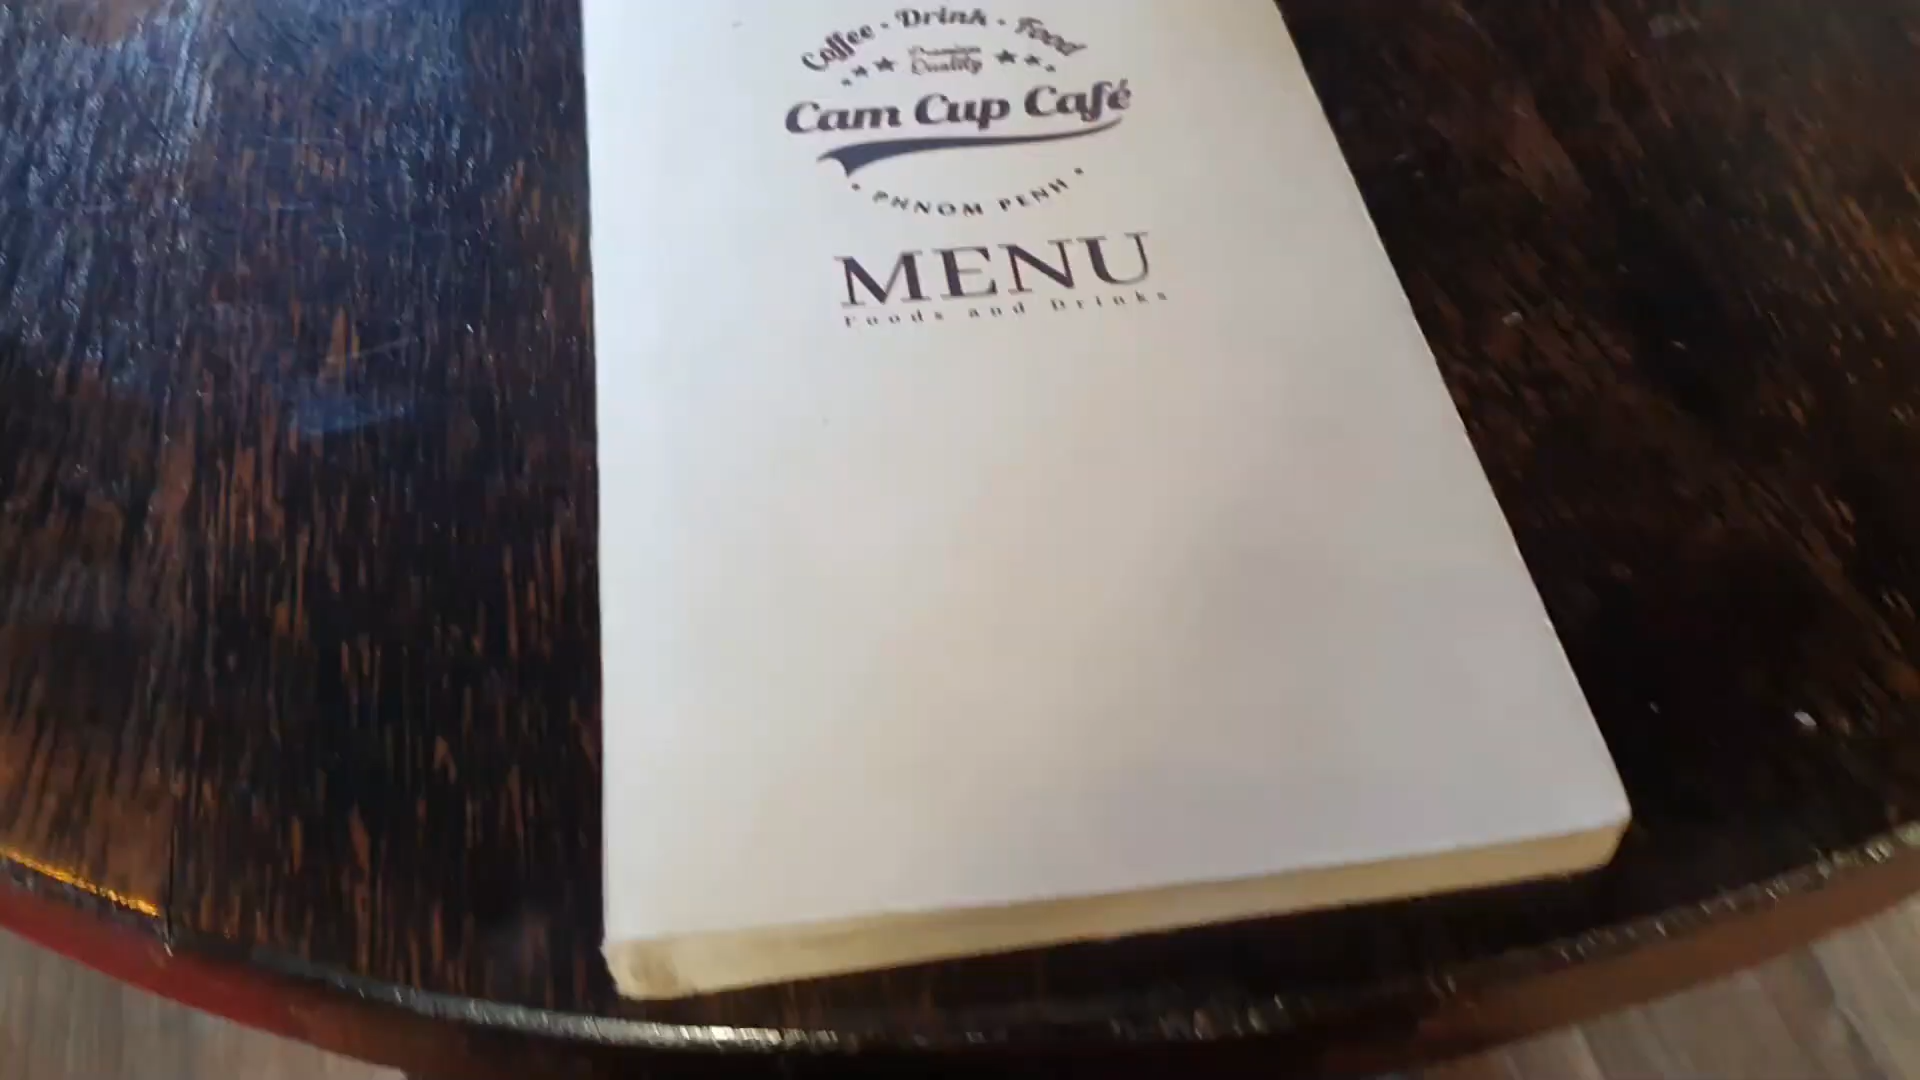 Coffee · Drink · Food
Premium
Quality
Cam Cup Café
• PHNOM PENH •
MENU
Foods and Drinks